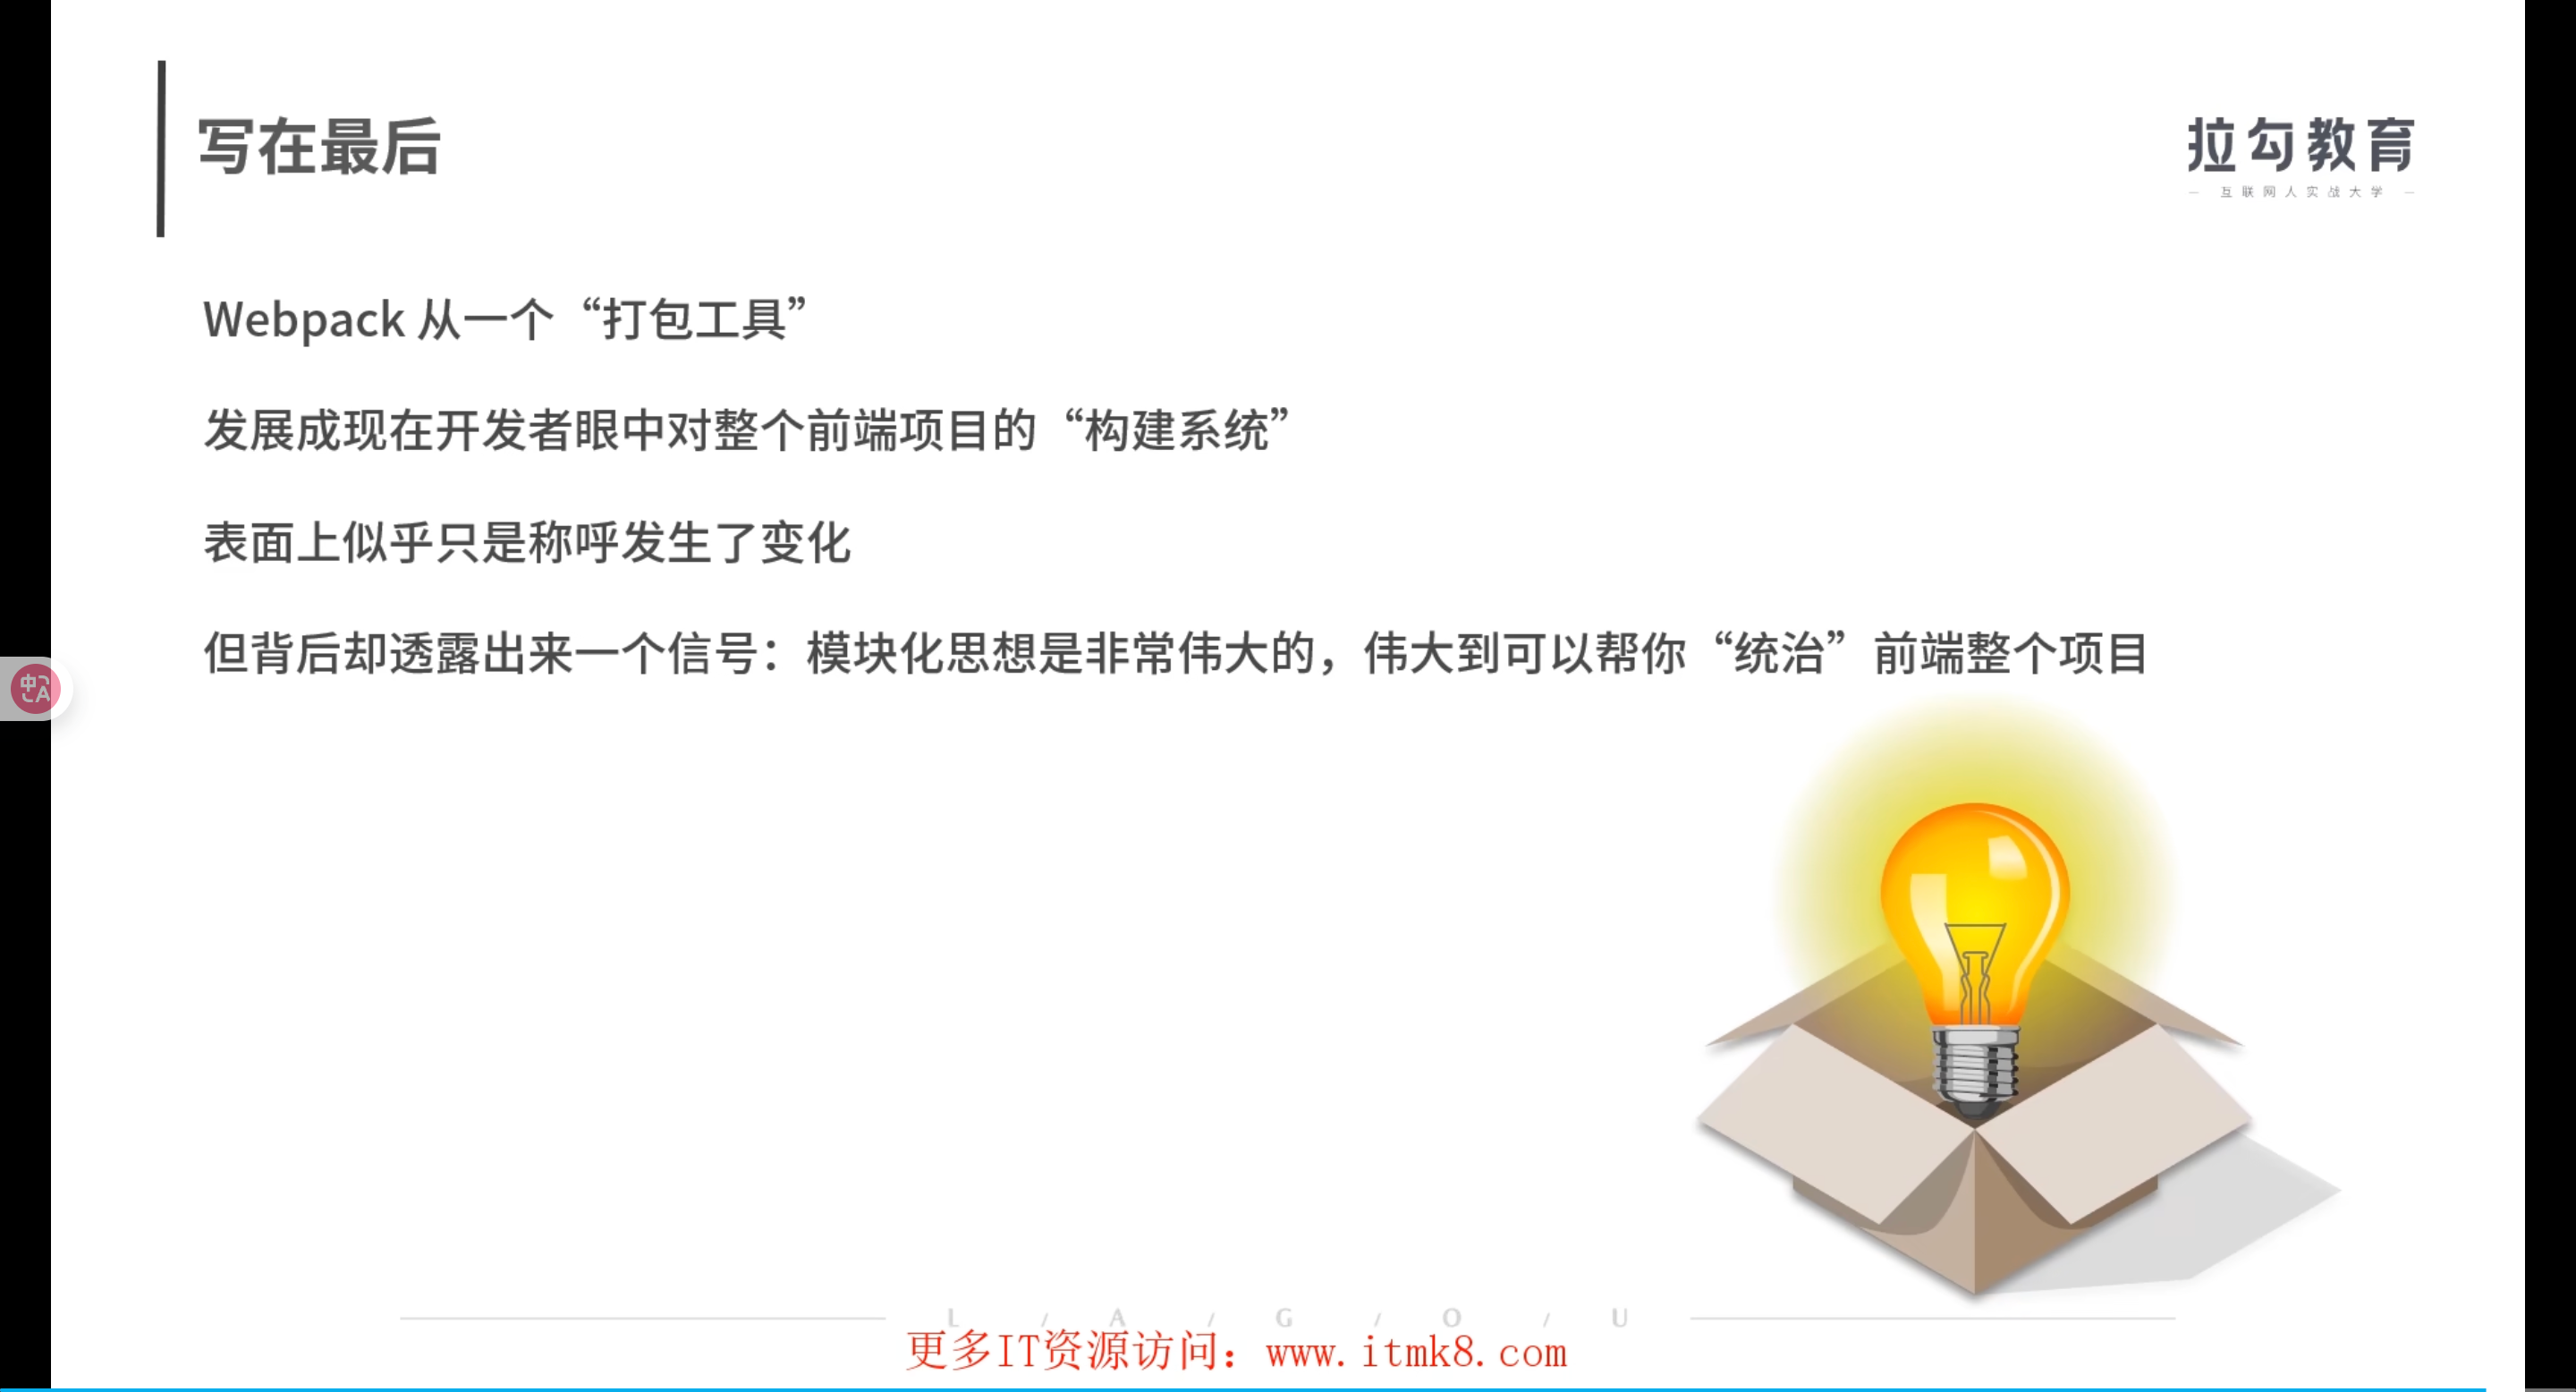 写在最后
拉勾教育
— 互联网人实战大学 —
Webpack 从一个“打包工具”
发展成现在开发者眼中对整个前端项目的“构建系统”
表面上似乎只是称呼发生了变化
但背后却透露出来一个信号：模块化思想是非常伟大的，伟大到可以帮你“统治”前端整个项目
中A
L / A / G / O / U
更多IT资源访问：www.itmk8.com